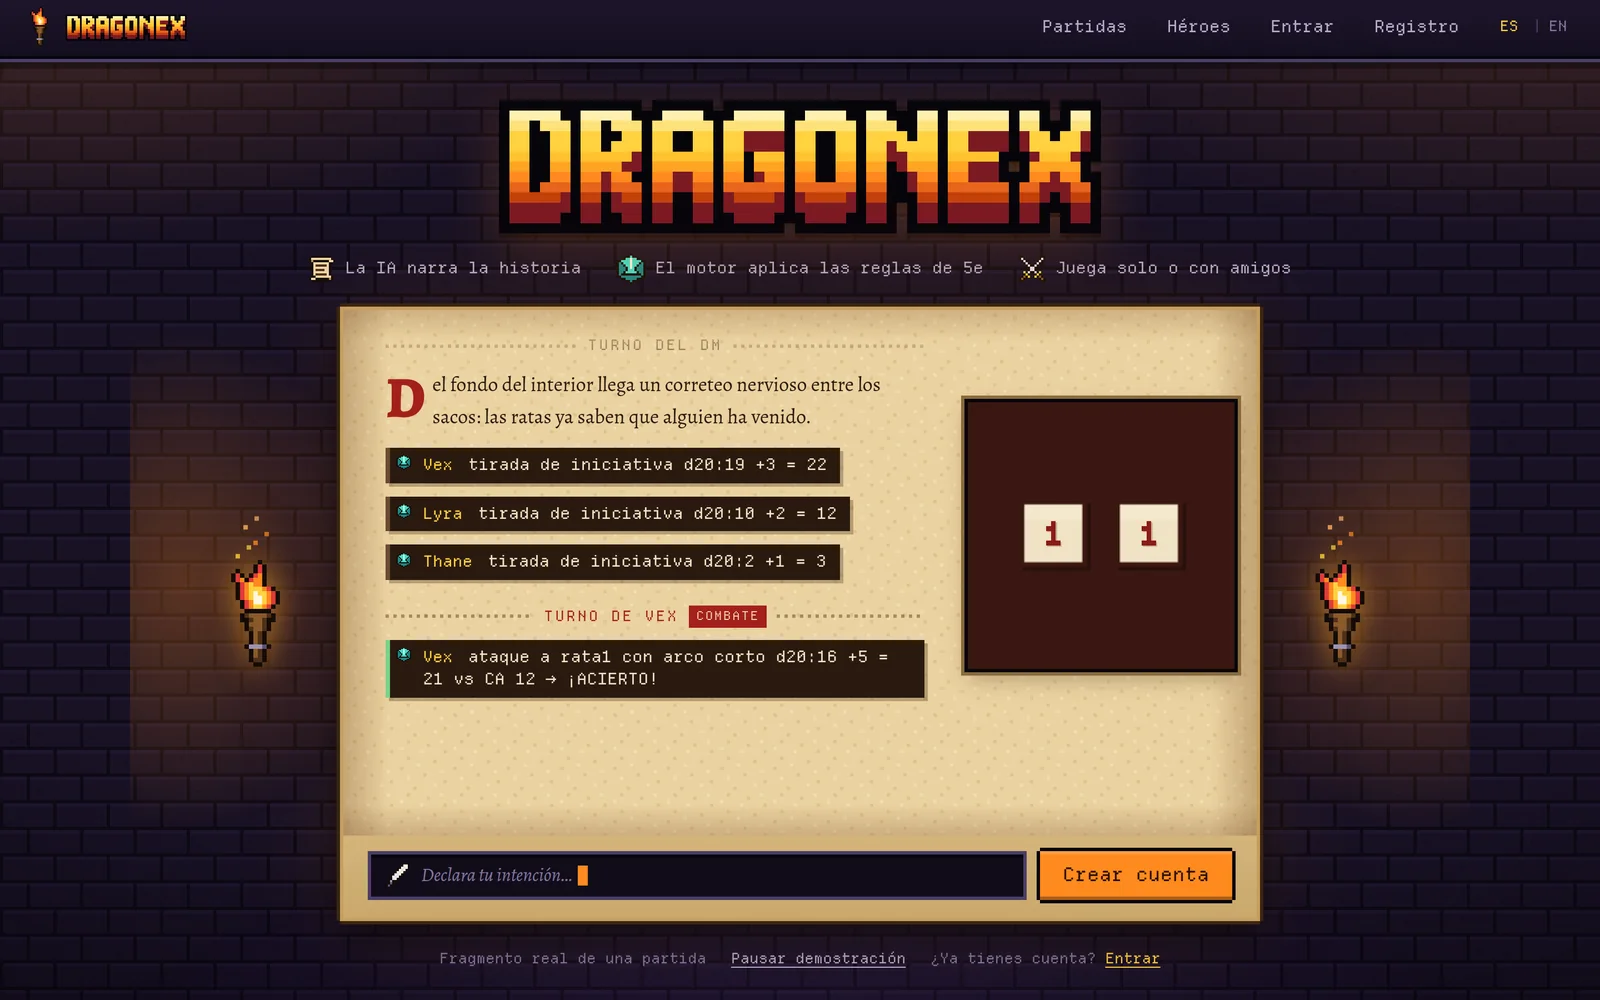 DRAGONEX
Partidas Héroes Entrar Registro ES | EN
DRAGONEX
La IA narra la historia El motor aplica las reglas de 5e Juega solo o con amigos
TURNO DEL DM
Del fondo del interior llega un correteo nervioso entre los
sacos: las ratas ya saben que alguien ha venido.
Vex tirada de iniciativa d20:19 +3 = 22
Lyra tirada de iniciativa d20:10 +2 = 12
Thane tirada de iniciativa d20:2 +1 = 3
1 1
TURNO DE VEX COMBATE
Vex ataque a rata1 con arco corto d20:16 +5 =
21 vs CA 12 → ¡ACIERTO!
Declara tu intención...
Crear cuenta
Fragmento real de una partida Pausar demostración ¿Ya tienes cuenta? Entrar